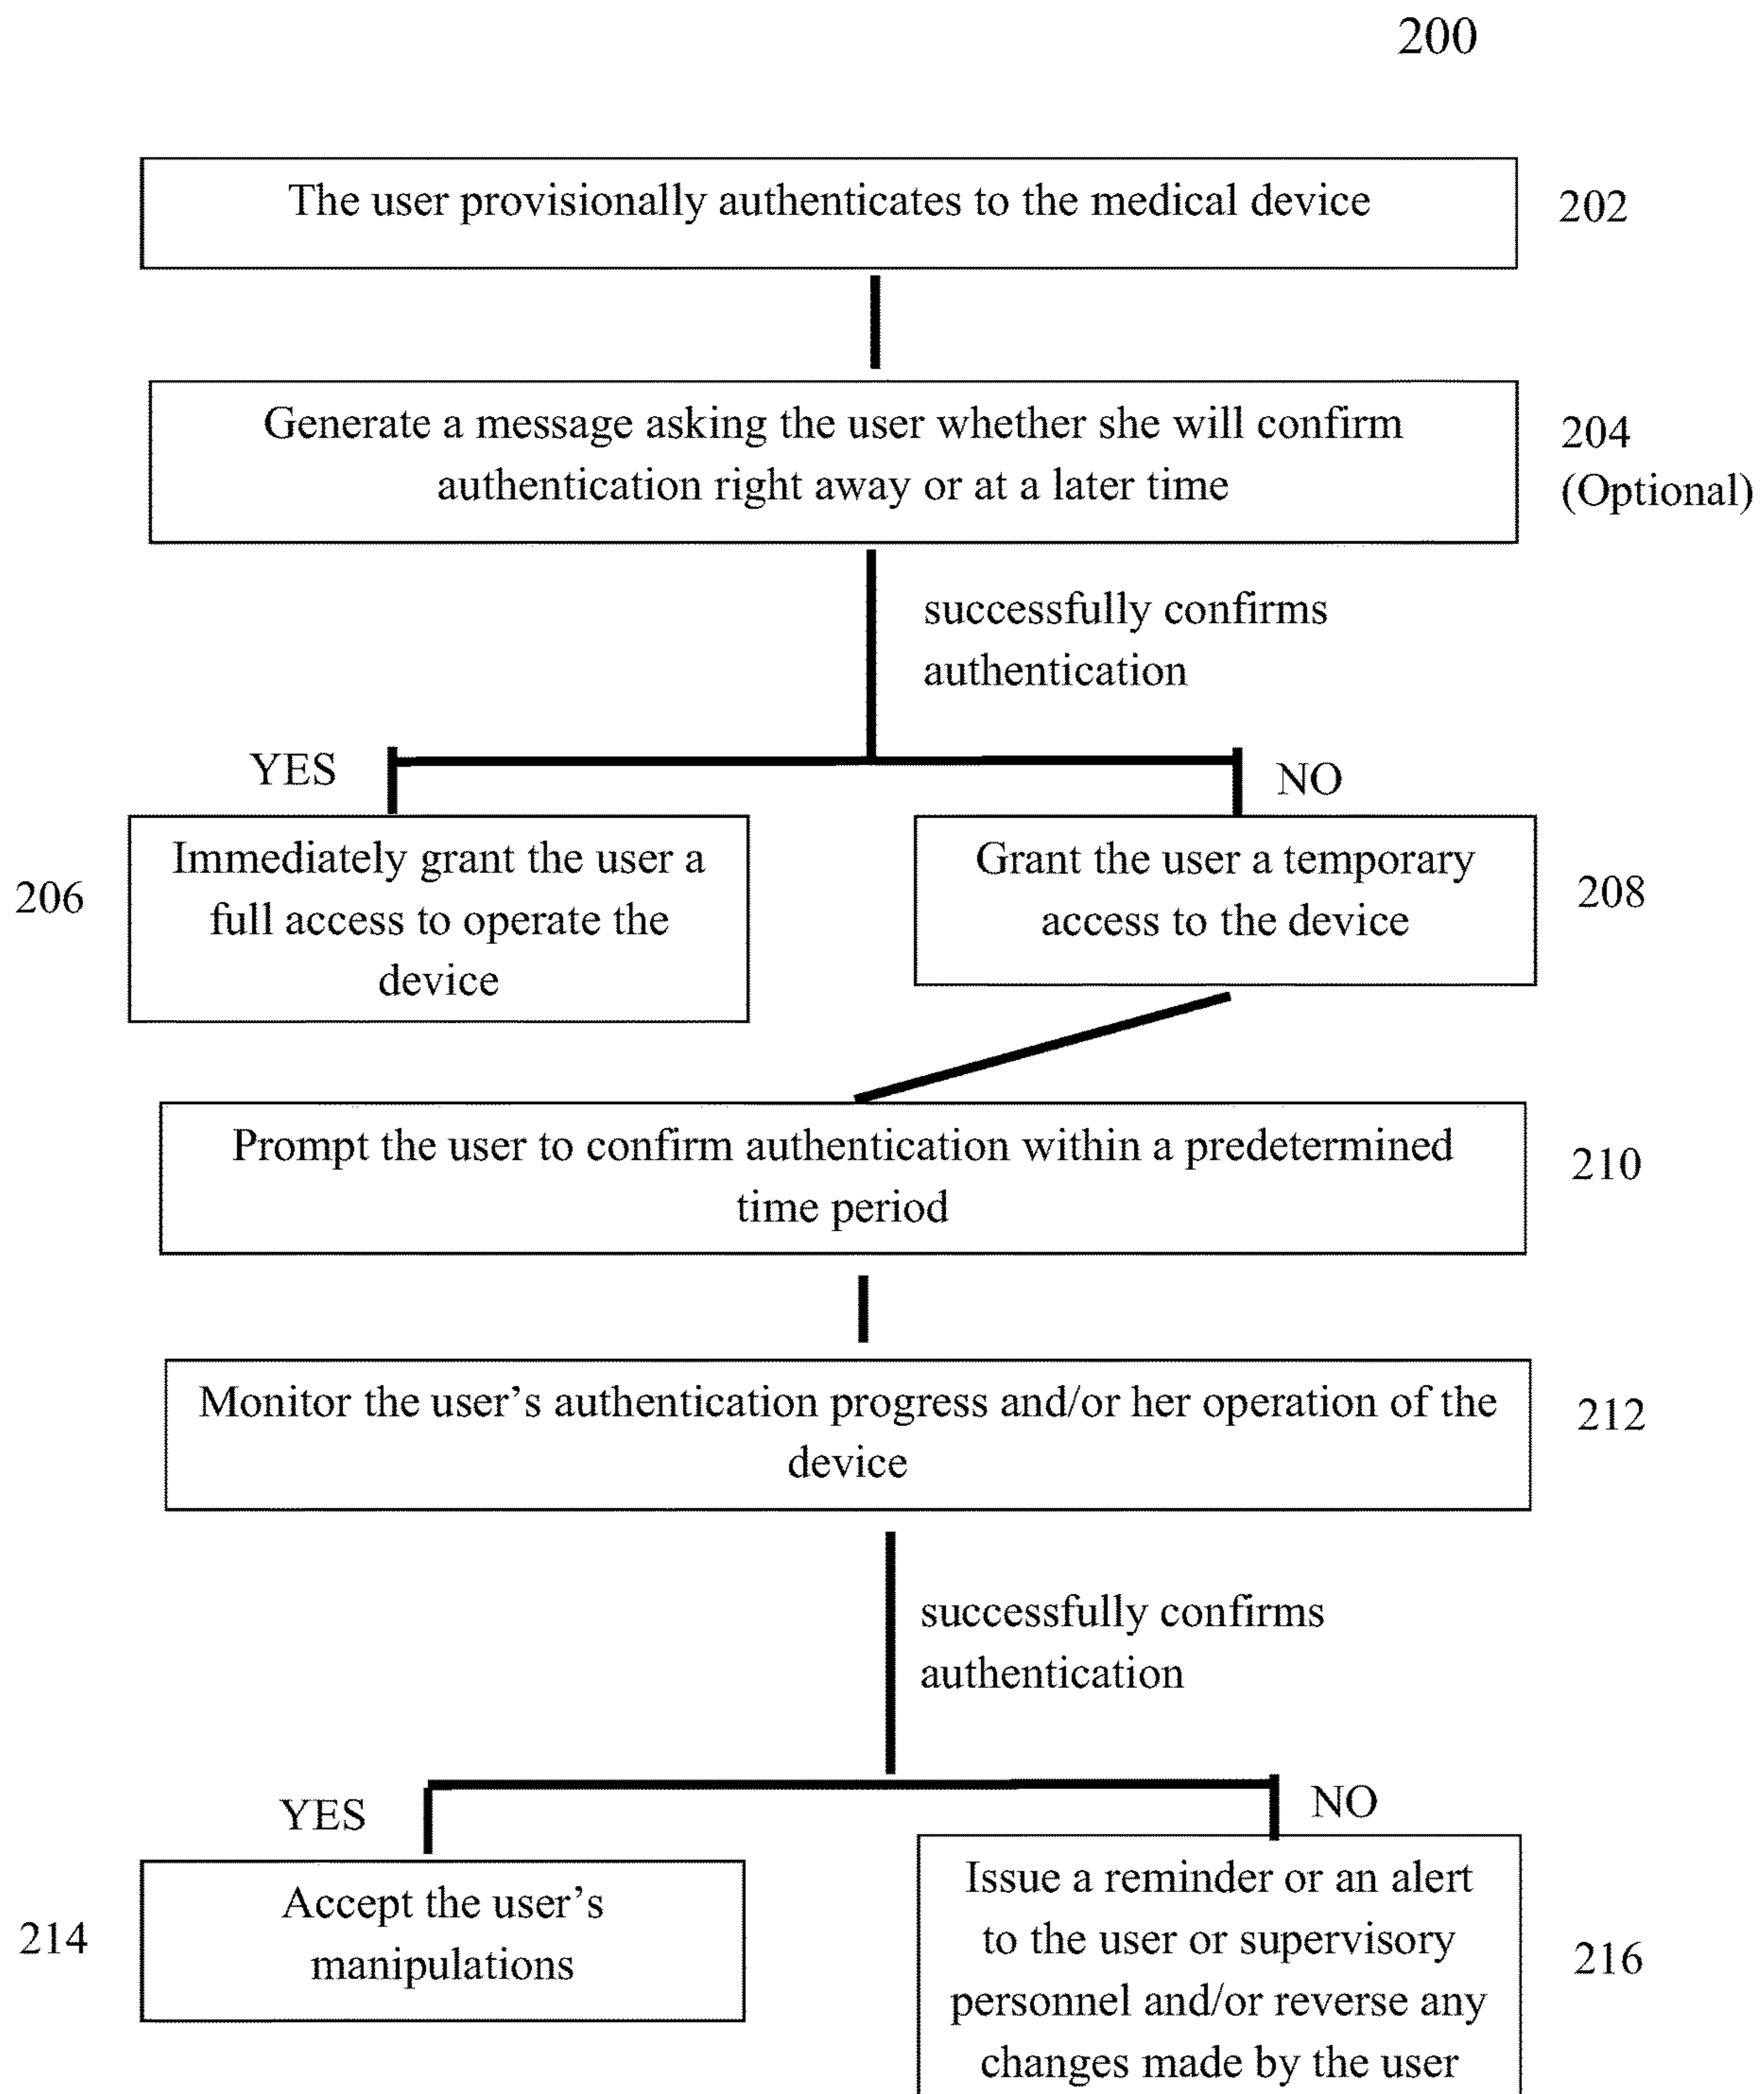 200
The user provisionally authenticates to the medical device
202
Generate a message asking the user whether she will confirm
authentication right away or at a later time
204
(Optional)
successfully confirms
authentication
YES
NO
Immediately grant the user a
full access to operate the
device
206
Grant the user a temporary
access to the device
208
Prompt the user to confirm authentication within a predetermined
time period
210
Monitor the user's authentication progress and/or her operation of the
device
212
successfully confirms
authentication
YES
NO
Accept the user's
manipulations
214
Issue a reminder or an alert
to the user or supervisory
personnel and/or reverse any
changes made by the user
216